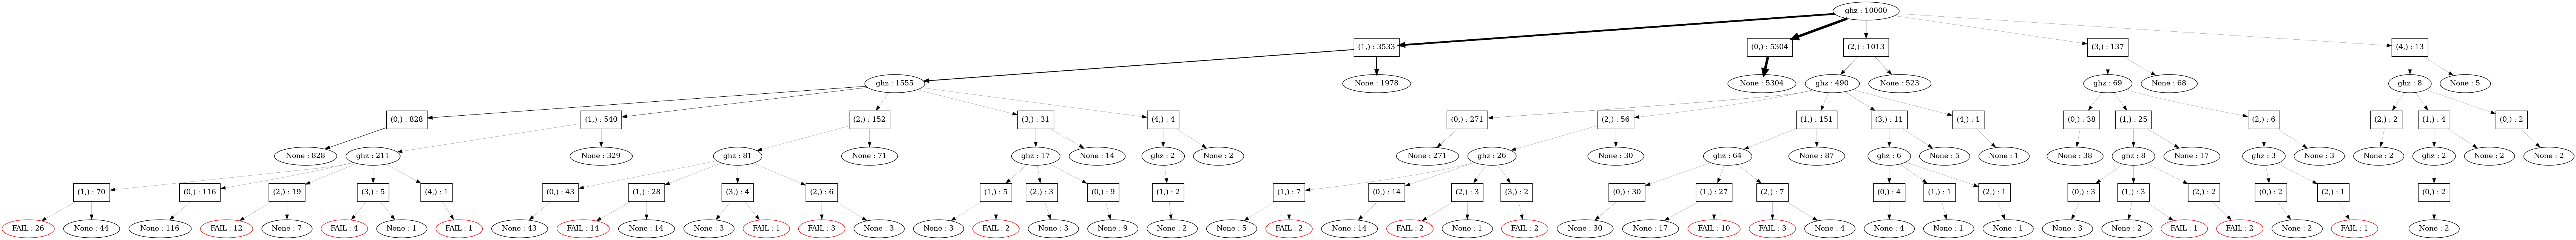 ghz : 10000
(1,) : 3533
(0,) : 5304
(2,) : 1013
(3,) : 137
(4,) : 13
ghz : 1555
None : 1978
None : 5304
ghz : 490
None : 523
ghz : 69
None : 68
ghz : 8
None : 5
(0,) : 828
(1,) : 540
(2,) : 152
(3,) : 31
(4,) : 4
(0,) : 271
(2,) : 56
(1,) : 151
(3,) : 11
(4,) : 1
(0,) : 38
(1,) : 25
(2,) : 6
(2,) : 2
(1,) : 4
(0,) : 2
None : 828
ghz : 211
None : 329
ghz : 81
None : 71
ghz : 17
None : 14
ghz : 2
None : 2
None : 271
ghz : 26
None : 30
ghz : 64
None : 87
ghz : 6
None : 5
None : 1
None : 38
ghz : 8
None : 17
ghz : 3
None : 3
None : 2
ghz : 2
None : 2
None : 2
(1,) : 70
(0,) : 116
(2,) : 19
(3,) : 5
(4,) : 1
(0,) : 43
(1,) : 28
(3,) : 4
(2,) : 6
(1,) : 5
(2,) : 3
(0,) : 9
(1,) : 2
(1,) : 7
(0,) : 14
(2,) : 3
(3,) : 2
(0,) : 30
(1,) : 27
(2,) : 7
(0,) : 4
(1,) : 1
(2,) : 1
(0,) : 3
(1,) : 3
(2,) : 2
(0,) : 2
(2,) : 1
(0,) : 2
FAIL : 26
None : 44
None : 116
FAIL : 12
None : 7
FAIL : 4
None : 1
FAIL : 1
None : 43
FAIL : 14
None : 14
None : 3
FAIL : 1
FAIL : 3
None : 3
None : 3
FAIL : 2
None : 3
None : 9
None : 2
None : 5
FAIL : 2
None : 14
FAIL : 2
None : 1
FAIL : 2
None : 30
None : 17
FAIL : 10
FAIL : 3
None : 4
None : 4
None : 1
None : 1
None : 3
None : 2
FAIL : 1
FAIL : 2
None : 2
FAIL : 1
None : 2